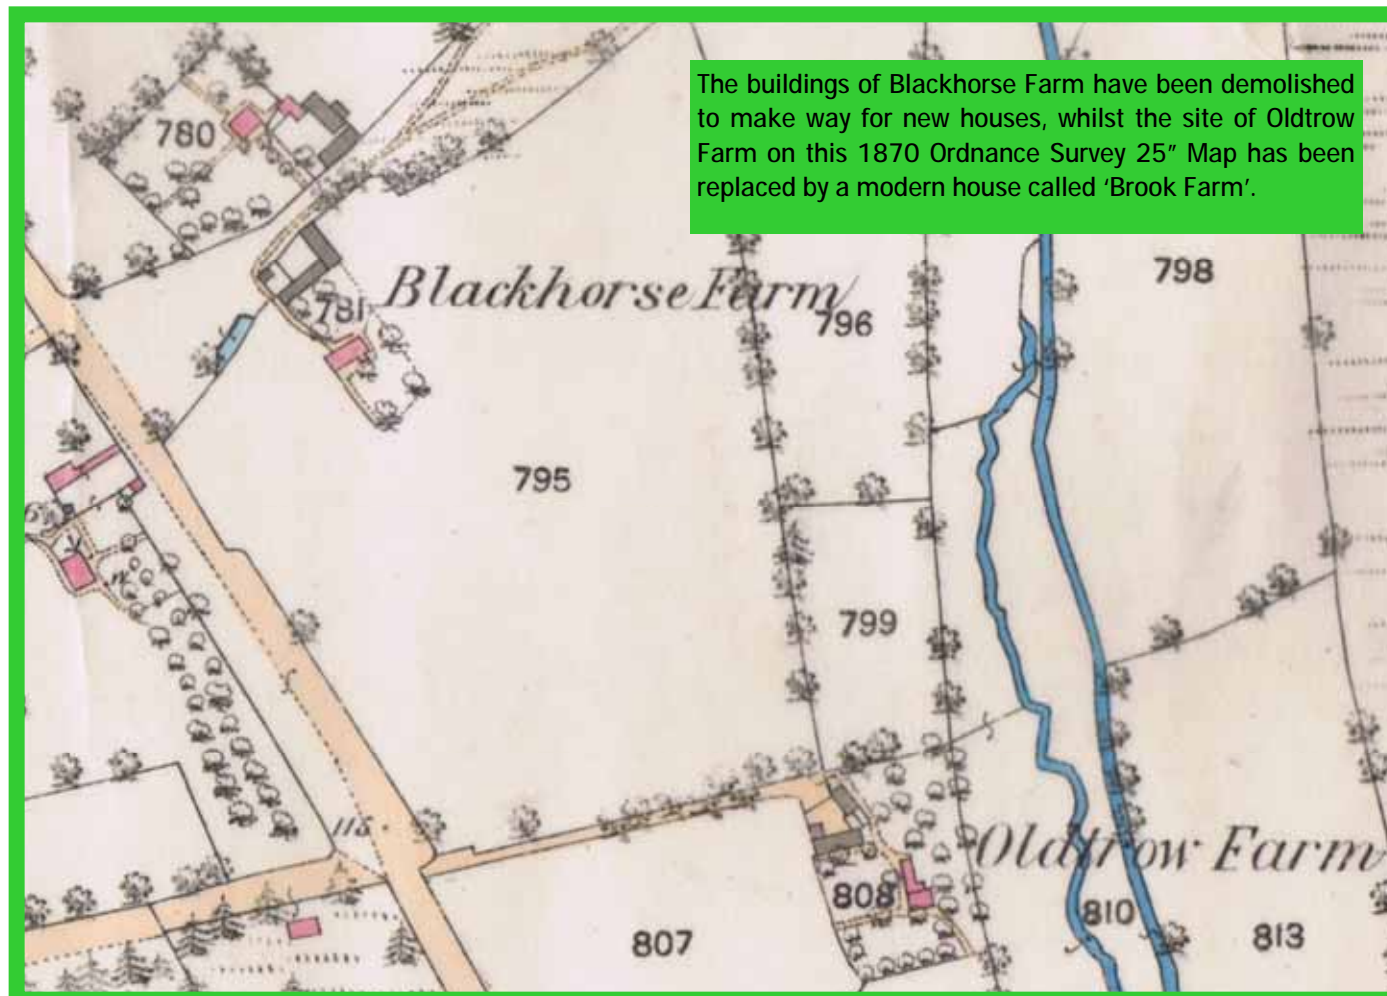 The buildings of Blackhorse Farm have been demolished
to make way for new houses, whilst the site of Oldtrow
Farm on this 1870 Ordnance Survey 25” Map has been
replaced by a modern house called ‘Brook Farm’.
780
798
Blackhorse Farm
781
796
795
799
115
Oldtrow Farm
808
810
807
813